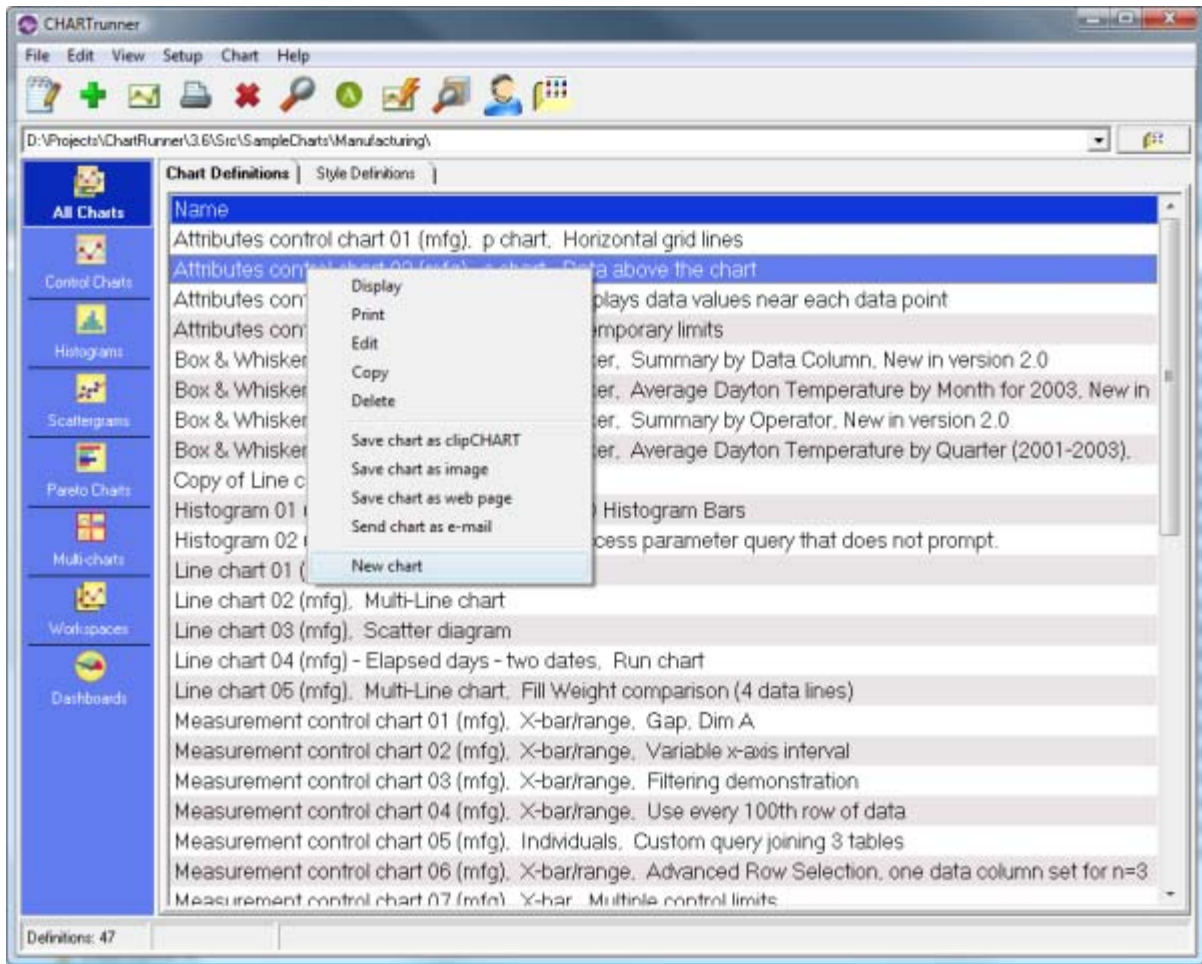 CHARTrunner
File Edit View Setup Chart Help
D:\Projects\ChartRunner\3.6\Src\SampleCharts\Manufacturing\
Chart Definitions Style Definitions
All Charts
Control Charts
Histograms
Scattergrams
Pareto Charts
Multi-charts
Workspaces
Dashboards
Name
Attributes control chart 01 (mfg), p chart, Horizontal grid lines
Attributes control chart Data above the chart
Attributes con plays data values near each data point
Attributes con emporary limits
Box & Whisker er, Summary by Data Column, New in version 2.0
Box & Whisker er, Average Dayton Temperature by Month for 2003, New in
Box & Whisker er, Summary by Operator, New in version 2.0
Box & Whisker er, Average Dayton Temperature by Quarter (2001-2003),
Copy of Line c
Histogram 01 Histogram Bars
Histogram 02 cess parameter query that does not prompt.
Line chart 01 (
Line chart 02 (mfg), Multi-Line chart
Line chart 03 (mfg), Scatter diagram
Line chart 04 (mfg) - Elapsed days - two dates, Run chart
Line chart 05 (mfg), Multi-Line chart, Fill Weight comparison (4 data lines)
Measurement control chart 01 (mfg), X-bar/range, Gap, Dim A
Measurement control chart 02 (mfg), X-bar/range, Variable x-axis interval
Measurement control chart 03 (mfg), X-bar/range, Filtering demonstration
Measurement control chart 04 (mfg), X-bar/range, Use every 100th row of data
Measurement control chart 05 (mfg), Individuals, Custom query joining 3 tables
Measurement control chart 06 (mfg), X-bar/range, Advanced Row Selection, one data column set for n=3
Measurement control chart 07 (mfg), X-bar, Multiple control limits
Display
Print
Edit
Copy
Delete
Save chart as clipCHART
Save chart as image
Save chart as web page
Send chart as e-mail
New chart
Definitions: 47